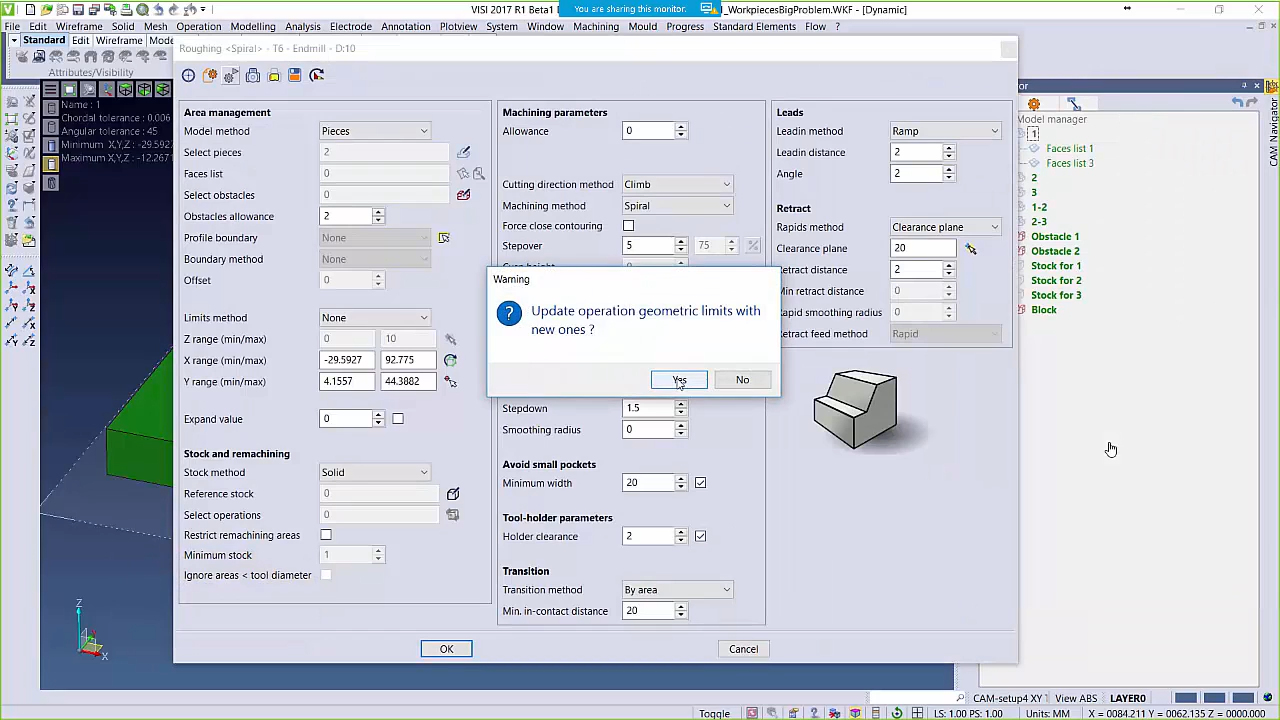 VISI 2017 R1 Beta1
You are sharing this monitor.
_WorkpiecesBigProblem.WKF - [Dynamic]
File Edit Wireframe Solid Operation Modelling Analysis Electrode Annotation Plotview System Window Machining Mould Progress Standard Elements Flow ?
Standard Edit Wireframe Mode
Attributes/Visibility
Roughing <Spiral> - T6 - Endmill - D:10
Name : 1
Chordal tolerance : 0.006
Angular tolerance : 45
Minimum X,Y,Z : -29.592
Maximum X,Y,Z : -12.267
Area management
Model method Pieces
Select pieces 2
Faces list 0
Select obstacles 0
Obstacles allowance 2
Profile boundary None
Boundary method None
Offset 0
Limits method None
Z range (min/max) 0 10
X range (min/max) -29.5927 92.775
Y range (min/max) 4.1557 44.3882
Expand value 0
Stock and remachining
Stock method Solid
Reference stock 0
Select operations 0
Restrict remachining areas
Minimum stock 1
Ignore areas < tool diameter
Machining parameters
Allowance 0
Cutting direction method Climb
Machining method Spiral
Force close contouring
Stepover 5 75 %
Warning
Update operation geometric limits with
new ones ?
Yes No
Stepdown 1.5
Smoothing radius 0
Avoid small pockets
Minimum width 20
Tool-holder parameters
Holder clearance 2
Transition
Transition method By area
Min. in-contact distance 20
Leads
Leadin method Ramp
Leadin distance 2
Angle 2
Retract
Rapids method Clearance plane
Clearance plane 20
Retract distance 2
Min retract distance 0
Rapid smoothing radius 0
Retract feed method Rapid
OK Cancel
or
Model manager
1
Faces list 1
Faces list 3
2
3
1-2
2-3
Obstacle 1
Obstacle 2
Stock for 1
Stock for 2
Stock for 3
Block
CAM Navigator
Z
X
CAM-setup4 XY View ABS LAYER0
Toggle LS: 1.00 PS: 1.00 Units: MM X = 0084.211 Y = 0062.135 Z = 0000.000